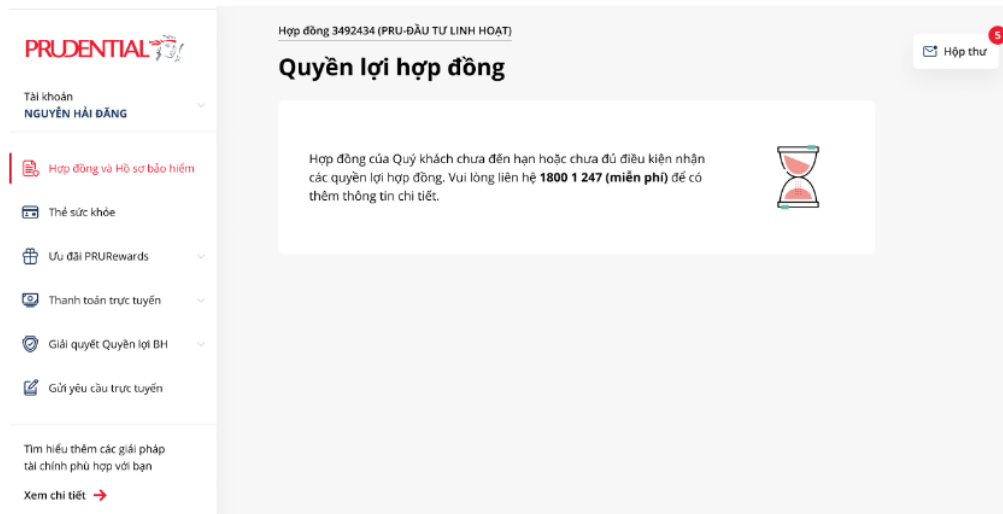 PRUDENTIAL
Tài khoản
NGUYỄN HẢI ĐĂNG
Hợp đồng và Hồ sơ bảo hiểm
Thẻ sức khỏe
Ưu đãi PRURewards
Thanh toán trực tuyến
Giải quyết Quyền lợi BH
Gửi yêu cầu trực tuyến
Tìm hiểu thêm các giải pháp
tài chính phù hợp với bạn
Xem chi tiết
Hợp đồng 3492434 (PRU-ĐẦU TƯ LINH HOẠT)
Quyền lợi hợp đồng
Hợp đồng của Quý khách chưa đến hạn hoặc chưa đủ điều kiện nhận
các quyền lợi hợp đồng. Vui lòng liên hệ 1800 1 247 (miễn phí) để có
thêm thông tin chi tiết.
5
Hộp thư